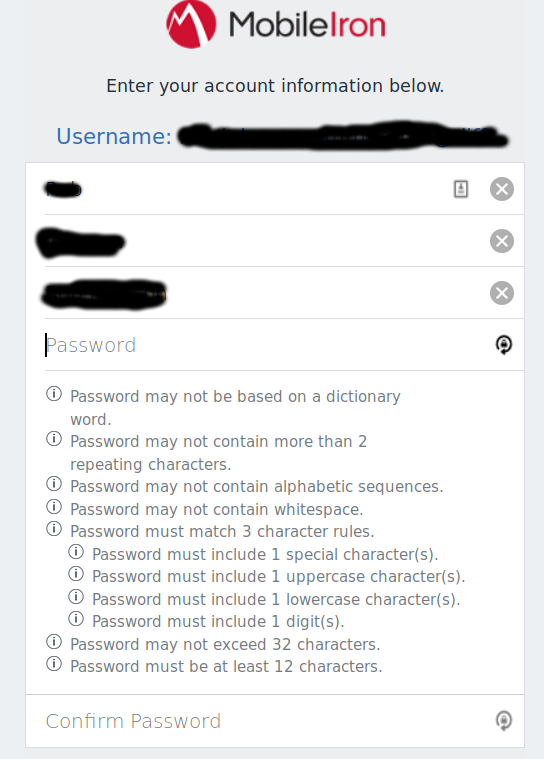 MobileIron
Enter your account information below.
Username:
Password
Password may not be based on a dictionary
word.
Password may not contain more than 2
repeating characters.
Password may not contain alphabetic sequences.
Password may not contain whitespace.
Password must match 3 character rules.
Password must include 1 special character(s).
Password must include 1 uppercase character(s).
Password must include 1 lowercase character(s).
Password must include 1 digit(s).
Password may not exceed 32 characters.
Password must be at least 12 characters.
Confirm Password